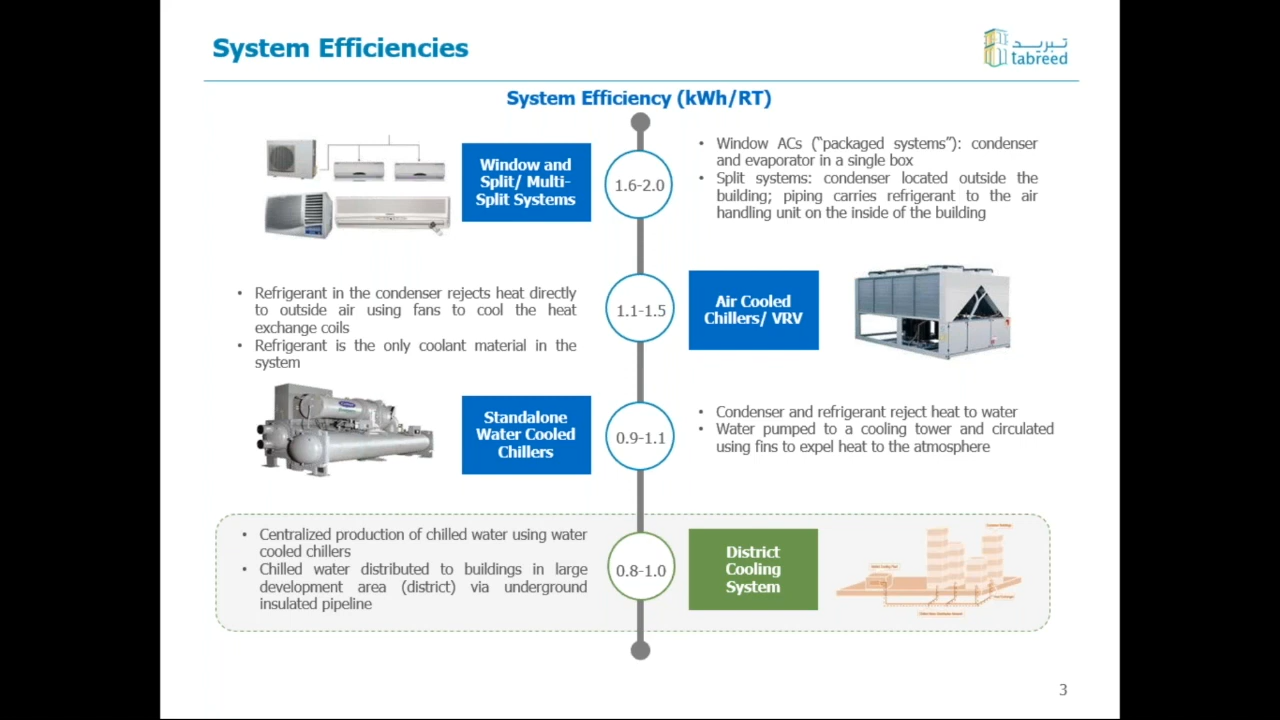 System Efficiencies
تبريد
tabreed
System Efficiency (kWh/RT)
Window and
Split/ Multi-
Split Systems
1.6-2.0
• Window ACs (“packaged systems”): condenser
and evaporator in a single box
• Split systems: condenser located outside the
building; piping carries refrigerant to the air
handling unit on the inside of the building
• Refrigerant in the condenser rejects heat directly
to outside air using fans to cool the heat
exchange coils
• Refrigerant is the only coolant material in the
system
1.1-1.5
Air Cooled
Chillers/ VRV
Standalone
Water Cooled
Chillers
0.9-1.1
• Condenser and refrigerant reject heat to water
• Water pumped to a cooling tower and circulated
using fins to expel heat to the atmosphere
• Centralized production of chilled water using water
cooled chillers
• Chilled water distributed to buildings in large
development area (district) via underground
insulated pipeline
0.8-1.0
District
Cooling
System
3